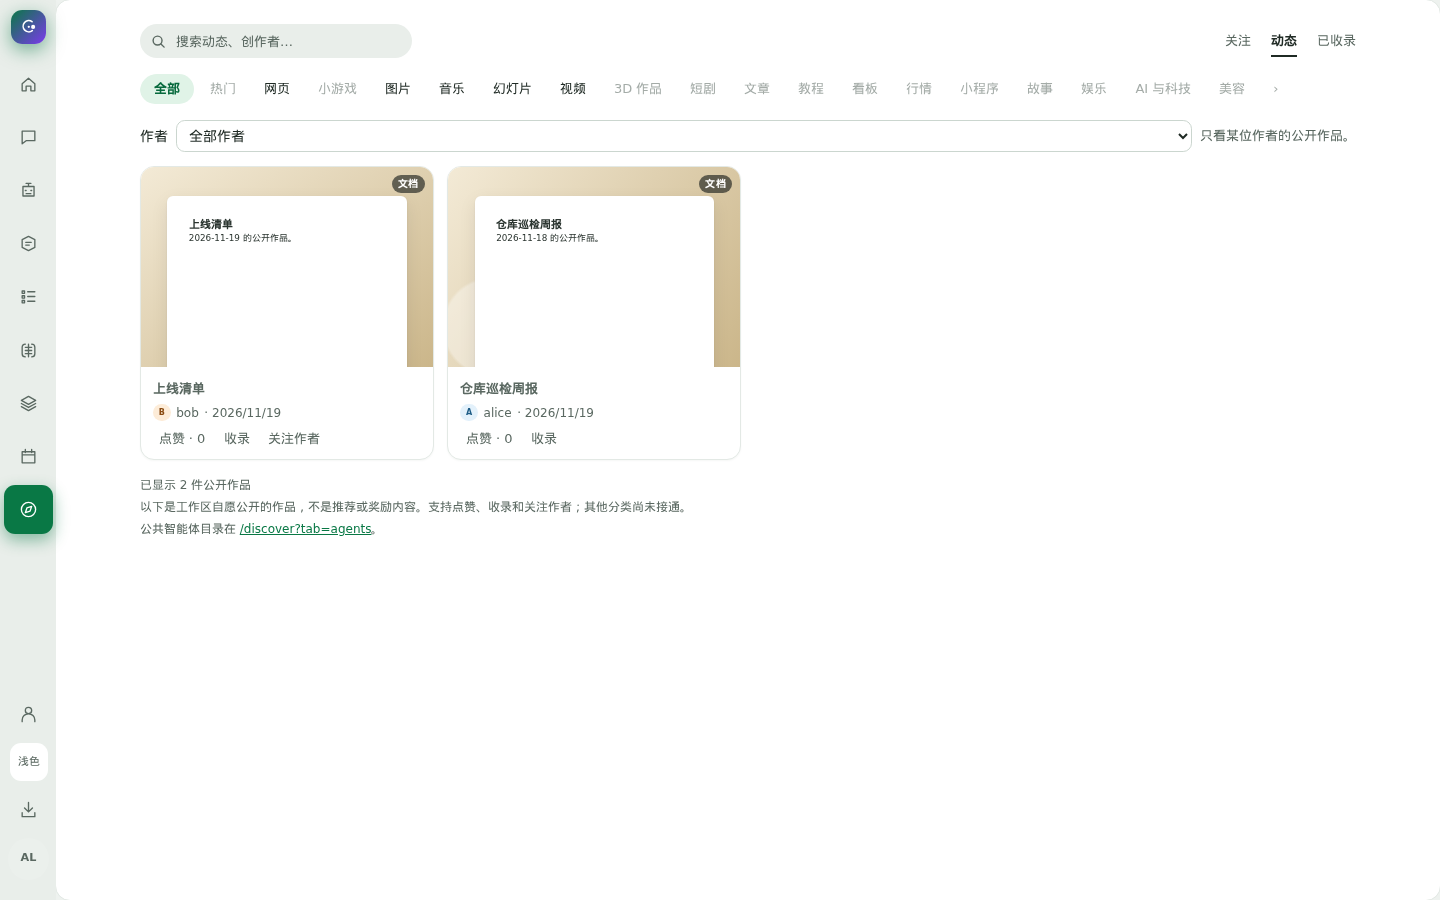 搜索动态、创作者…
关注 动态 已收录
全部 热门 网页 小游戏 图片 音乐 幻灯片 视频 3D 作品 短剧 文章 教程 看板 行情 小程序 故事 娱乐 AI 与科技 美容 ›
作者 全部作者 只看某位作者的公开作品。
文档
上线清单
2026-11-19 的公开作品。
上线清单
B bob · 2026/11/19
点赞 · 0 收录 关注作者
文档
仓库巡检周报
2026-11-18 的公开作品。
仓库巡检周报
A alice · 2026/11/19
点赞 · 0 收录
已显示 2 件公开作品
以下是工作区自愿公开的作品，不是推荐或奖励内容。支持点赞、收录和关注作者；其他分类尚未接通。
公共智能体目录在 /discover?tab=agents。
浅色
AL